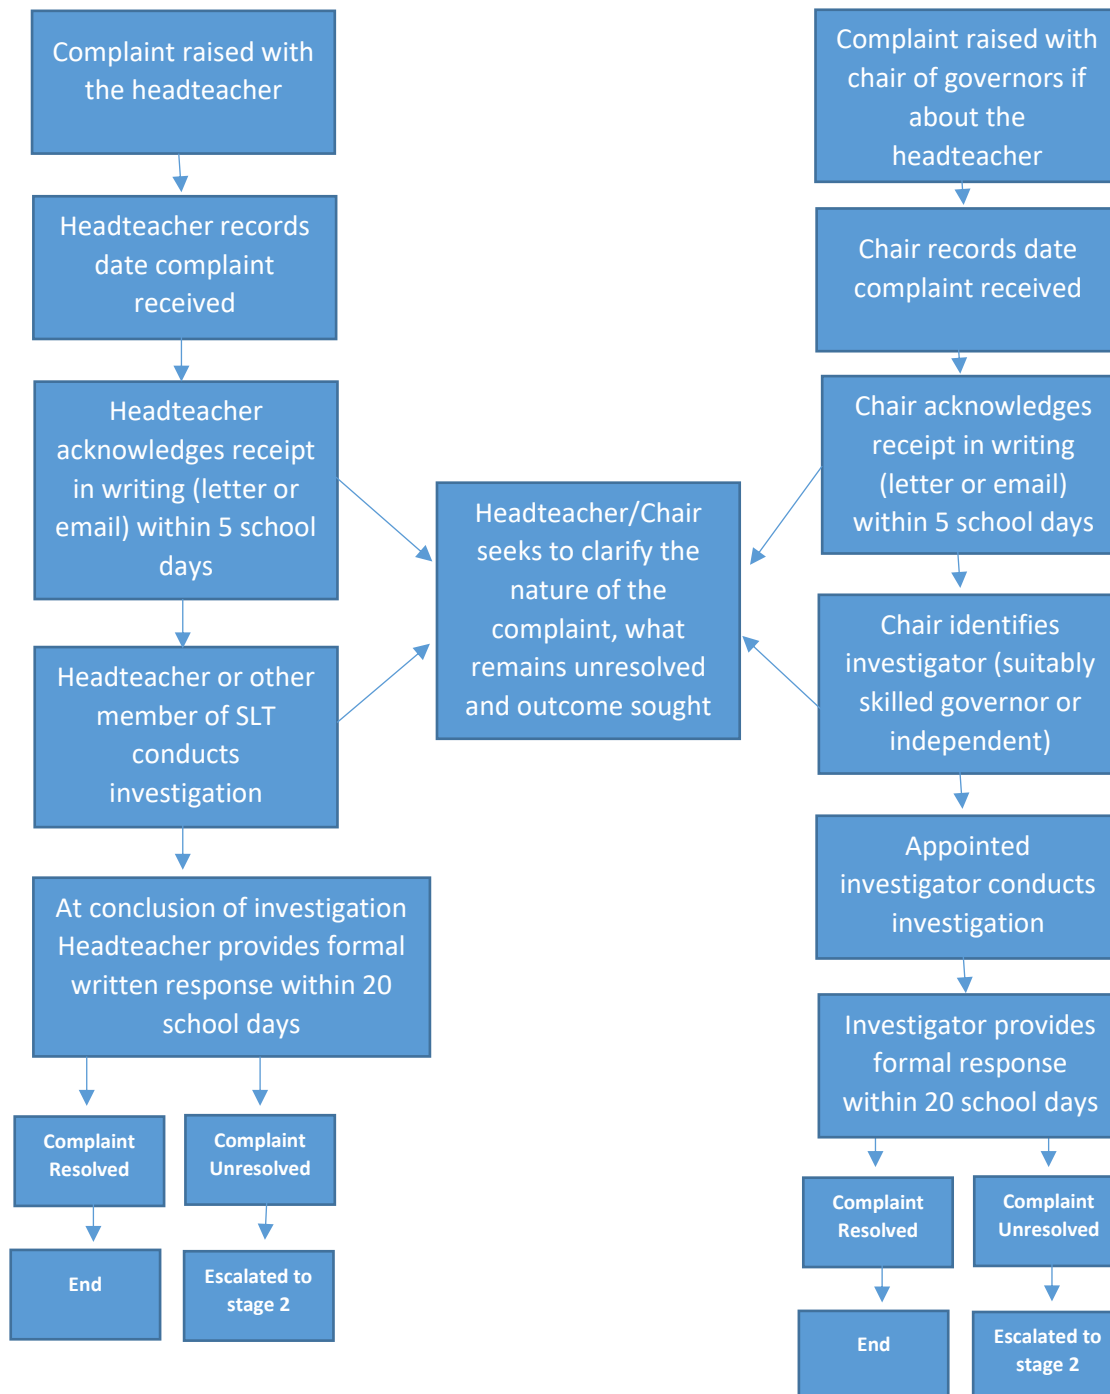 Complaint raised with
the headteacher
Headteacher records
date complaint
received
Headteacher
acknowledges receipt
in writing (letter or
email) within 5 school
days
Headteacher or other
member of SLT
conducts
investigation
At conclusion of investigation
Headteacher provides formal
written response within 20
school days
Complaint
Resolved
Complaint
Unresolved
End
Escalated to
stage 2
Headteacher/Chair
seeks to clarify the
nature of the
complaint, what
remains unresolved
and outcome sought
Complaint raised with
chair of governors if
about the
headteacher
Chair records date
complaint received
Chair acknowledges
receipt in writing
(letter or email)
within 5 school days
Chair identifies
investigator (suitably
skilled governor or
independent)
Appointed
investigator conducts
investigation
Investigator provides
formal response
within 20 school days
Complaint
Resolved
Complaint
Unresolved
End
Escalated to
stage 2